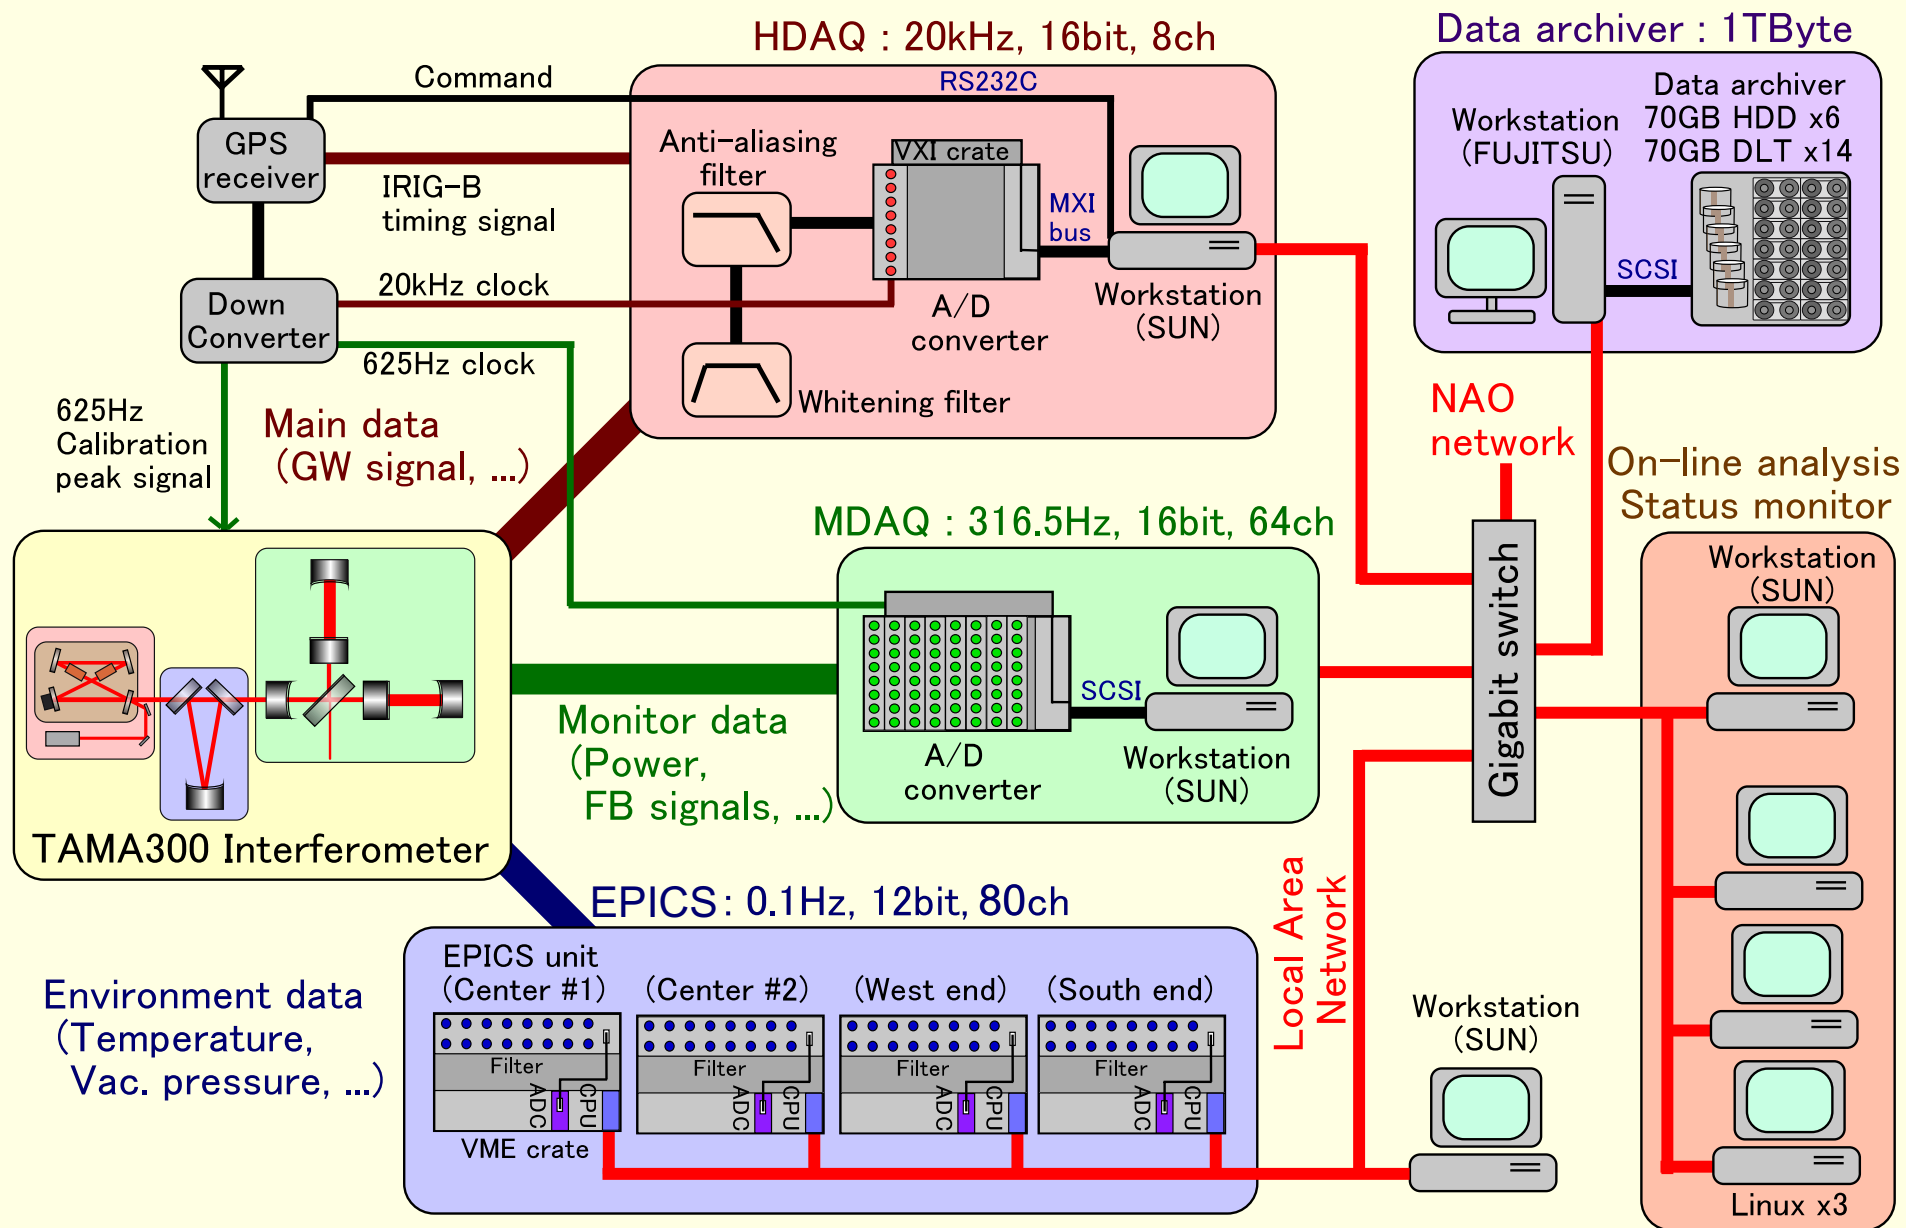 HDAQ : 20kHz, 16bit, 8ch
Data archiver : 1TByte
Command
RS232C
GPS
receiver
IRIG-B
timing signal
Anti-aliasing
filter
VXI crate
MXI
bus
Workstation
(SUN)
A/D
converter
Whitening filter
Down
Converter
20kHz clock
625Hz clock
625Hz
Calibration
peak signal
Main data
(GW signal, ...)
Workstation
(FUJITSU)
Data archiver
70GB HDD x6
70GB DLT x14
SCSI
NAO
network
On-line analysis
Status monitor
MDAQ : 316.5Hz, 16bit, 64ch
SCSI
A/D
converter
Workstation
(SUN)
Monitor data
(Power,
FB signals, ...)
TAMA300 Interferometer
Gigabit switch
Workstation
(SUN)
Linux x3
EPICS : 0.1Hz, 12bit, 80ch
Local Area
Network
Environment data
(Temperature,
Vac. pressure, ...)
EPICS unit
(Center #1)
(Center #2)
(West end)
(South end)
Filter
Filter
Filter
Filter
ADC
CPU
ADC
CPU
ADC
CPU
ADC
CPU
VME crate
Workstation
(SUN)